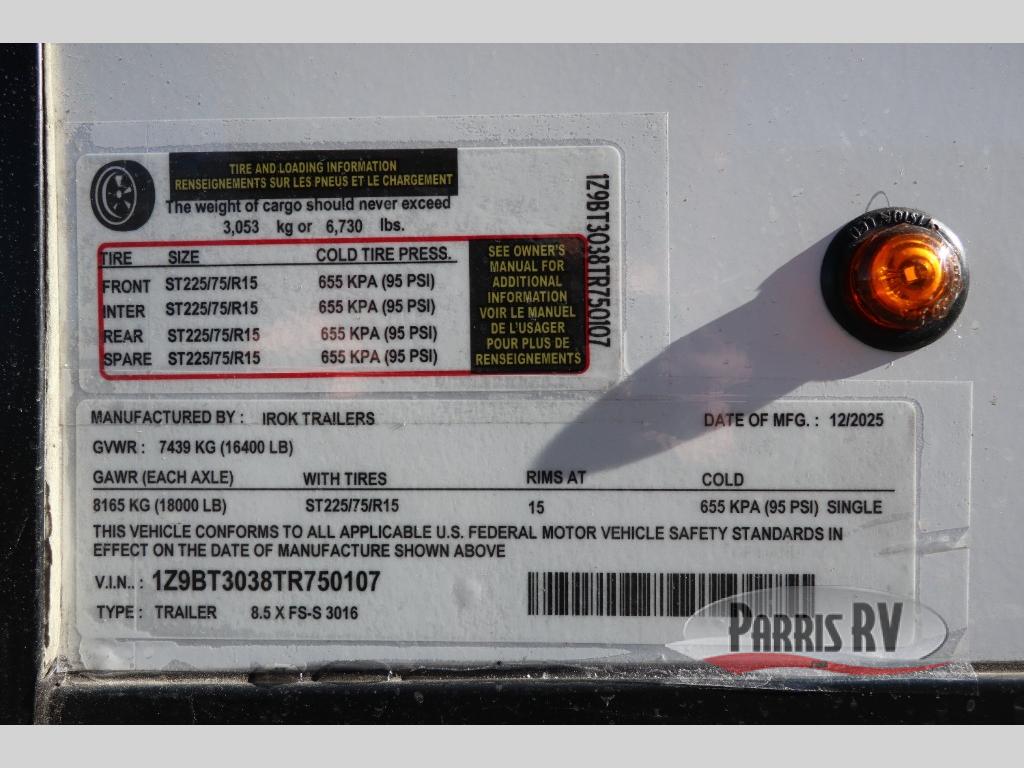 TIRE AND LOADING INFORMATION
RENSEIGNEMENTS SUR LES PNEUS ET LE CHARGEMENT
The weight of cargo should never exceed
3,053 kg or 6,730 lbs.
TIRE SIZE COLD TIRE PRESS.
FRONT ST225/75/R15 655 KPA (95 PSI)
INTER ST225/75/R15 655 KPA (95 PSI)
REAR ST225/75/R15 655 KPA (95 PSI)
SPARE ST225/75/R15 655 KPA (95 PSI)
SEE OWNER'S
MANUAL FOR
ADDITIONAL
INFORMATION
VOIR LE MANUEL
DE L'USAGER
POUR PLUS DE
RENSEIGNEMENTS
1Z9BT3038TR750107
MANUFACTURED BY : IROK TRAILERS DATE OF MFG. : 12/2025
GVWR : 7439 KG (16400 LB)
GAWR (EACH AXLE) WITH TIRES RIMS AT COLD
8165 KG (18000 LB) ST225/75/R15 15 655 KPA (95 PSI) SINGLE
THIS VEHICLE CONFORMS TO ALL APPLICABLE U.S. FEDERAL MOTOR VEHICLE SAFETY STANDARDS IN
EFFECT ON THE DATE OF MANUFACTURE SHOWN ABOVE
V.I.N.. : 1Z9BT3038TR750107
TYPE : TRAILER 8.5 X FS-S 3016
PARRIS RV